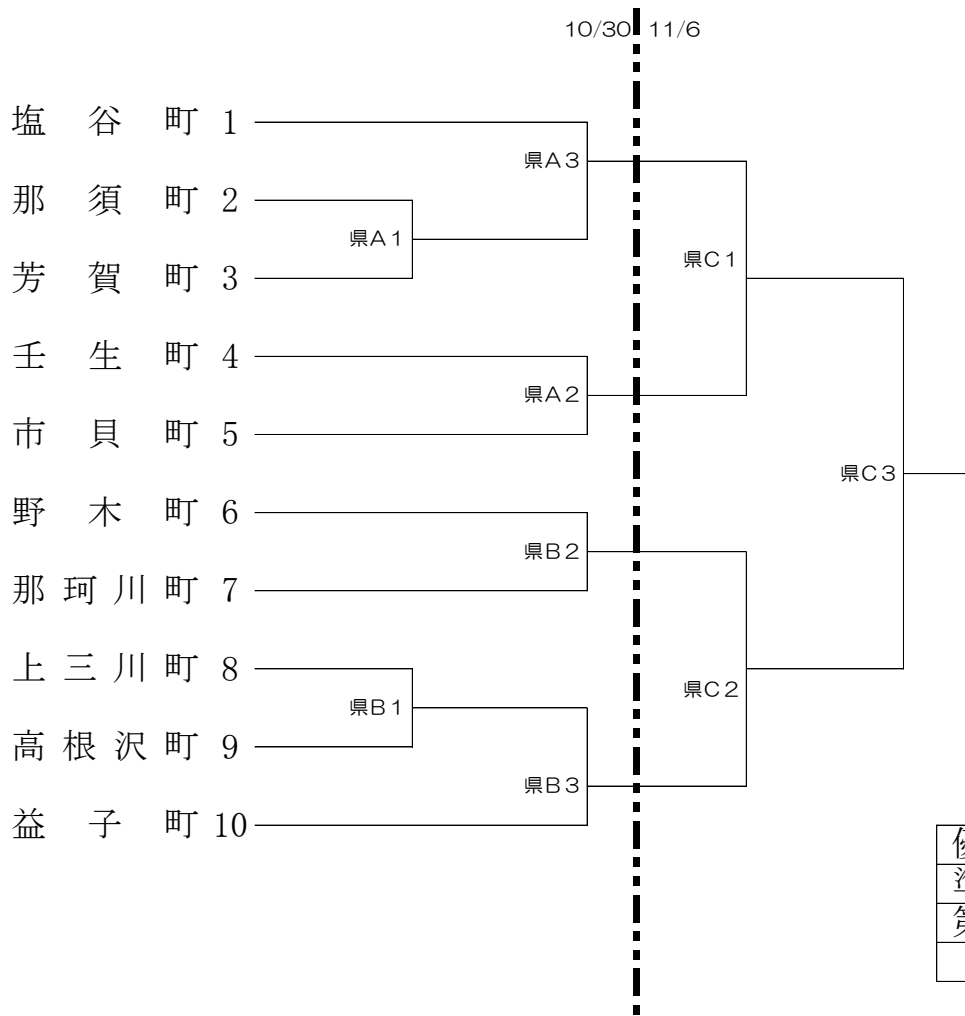 10/30 11/6
塩谷町 1
県A3
那須町 2
県A1
県C1
芳賀町 3
壬生町 4
県A2
市貝町 5
県C3
野木町 6
県B2
那珂川町 7
上三川町 8
県C2
県B1
高根沢町 9
県B3
益子町 10